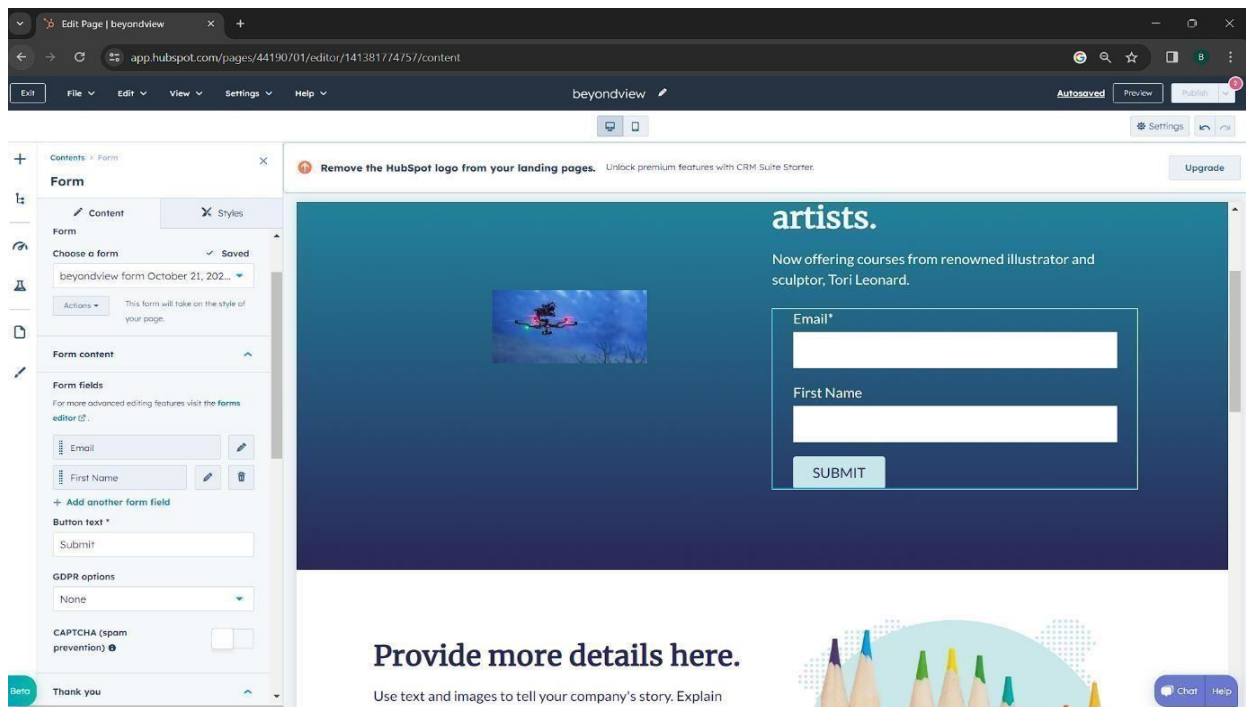 Edit Page | beyondview
app.hubspot.com/pages/44190701/editor/141381774757/content
B
Exit File Edit View Settings Help beyondview Autosaved Preview Publish 2
Settings
Contents > Form
Form
Content Styles
Form
Choose a form Saved
beyondview form October 21, 202...
Actions This form will take on the style of
your page.
Form content
Form fields
For more advanced editing features visit the forms
editor.
Email
First Name
+ Add another form field
Button text *
Submit
GDPR options
None
CAPTCHA (spam
prevention)
Thank you
Beta
Remove the HubSpot logo from your landing pages. Unlock premium features with CRM Suite Starter. Upgrade
artists.
Now offering courses from renowned illustrator and
sculptor, Tori Leonard.
Email*
First Name
SUBMIT
Provide more details here.
Use text and images to tell your company's story. Explain
Chat Help